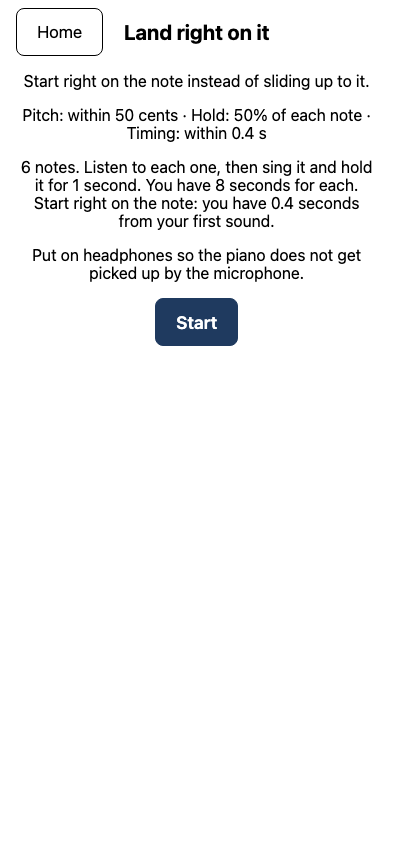 Home
Land right on it
Start right on the note instead of sliding up to it.
Pitch: within 50 cents · Hold: 50% of each note ·
Timing: within 0.4 s
6 notes. Listen to each one, then sing it and hold
it for 1 second. You have 8 seconds for each.
Start right on the note: you have 0.4 seconds
from your first sound.
Put on headphones so the piano does not get
picked up by the microphone.
Start